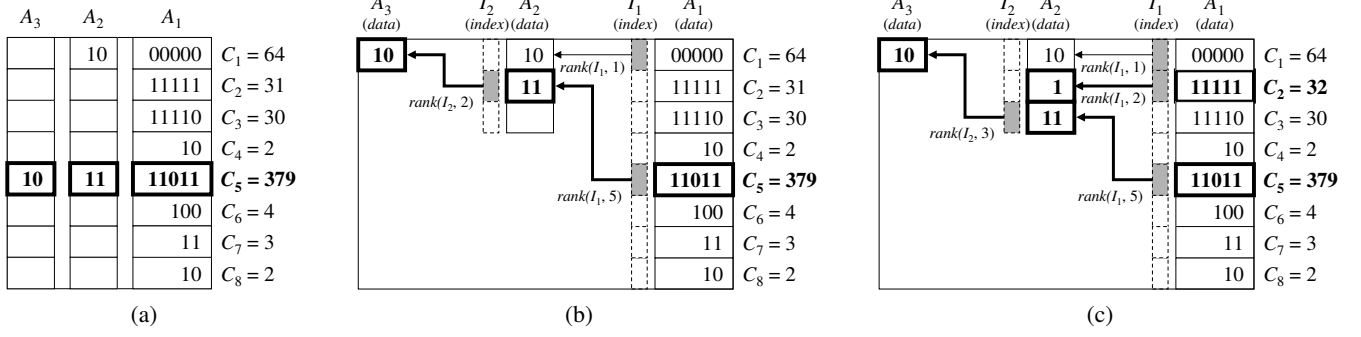 A3 A2 A1
10 00000 C1 = 64
11111 C2 = 31
11110 C3 = 30
10 C4 = 2
10 11 11011 C5 = 379
100 C6 = 4
11 C7 = 3
10 C8 = 2
(a)
A3 I2 A2 I1 A1
(data) (index) (data) (index) (data)
10 10 00000 C1 = 64
rank(I1, 1)
11 11111 C2 = 31
rank(I2, 2)
11110 C3 = 30
10 C4 = 2
11011 C5 = 379
rank(I1, 5)
100 C6 = 4
11 C7 = 3
10 C8 = 2
(b)
A3 I2 A2 I1 A1
(data) (index) (data) (index) (data)
10 10 00000 C1 = 64
rank(I1, 1)
1 11111 C2 = 32
rank(I1, 2)
11 11110 C3 = 30
rank(I2, 3)
10 C4 = 2
11011 C5 = 379
rank(I1, 5)
100 C6 = 4
11 C7 = 3
10 C8 = 2
(c)